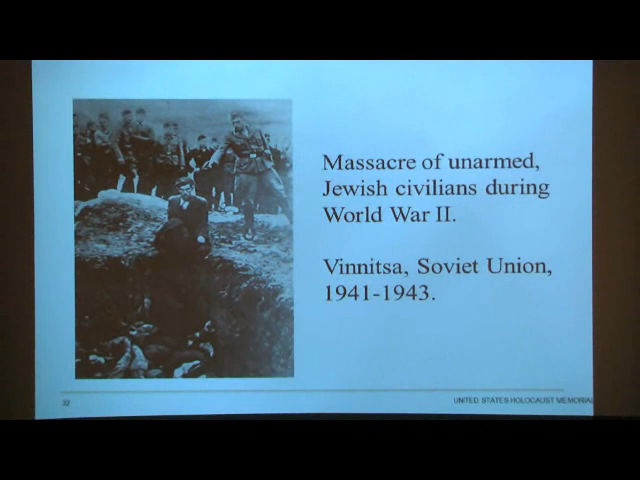 Massacre of unarmed,
Jewish civilians during
World War II.
Vinnitsa, Soviet Union,
1941-1943.
32
UNITED STATES HOLOCAUST MEMORIAL